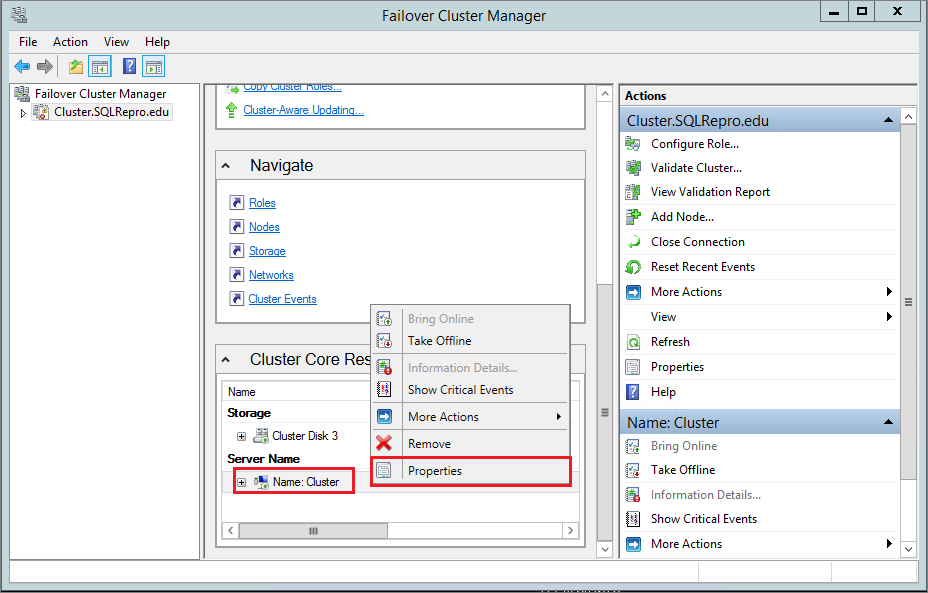 Failover Cluster Manager
File Action View Help
Failover Cluster Manager
Cluster.SQLRepro.edu
Copy Cluster Roles...
Cluster-Aware Updating...
Navigate
Roles
Nodes
Storage
Networks
Cluster Events
Cluster Core Res
Name
Storage
Cluster Disk 3
Server Name
Name: Cluster
Bring Online
Take Offline
Information Details...
Show Critical Events
More Actions
Remove
Properties
Actions
Cluster.SQLRepro.edu
Configure Role...
Validate Cluster...
View Validation Report
Add Node...
Close Connection
Reset Recent Events
More Actions
View
Refresh
Properties
Help
Name: Cluster
Bring Online
Take Offline
Information Details...
Show Critical Events
More Actions